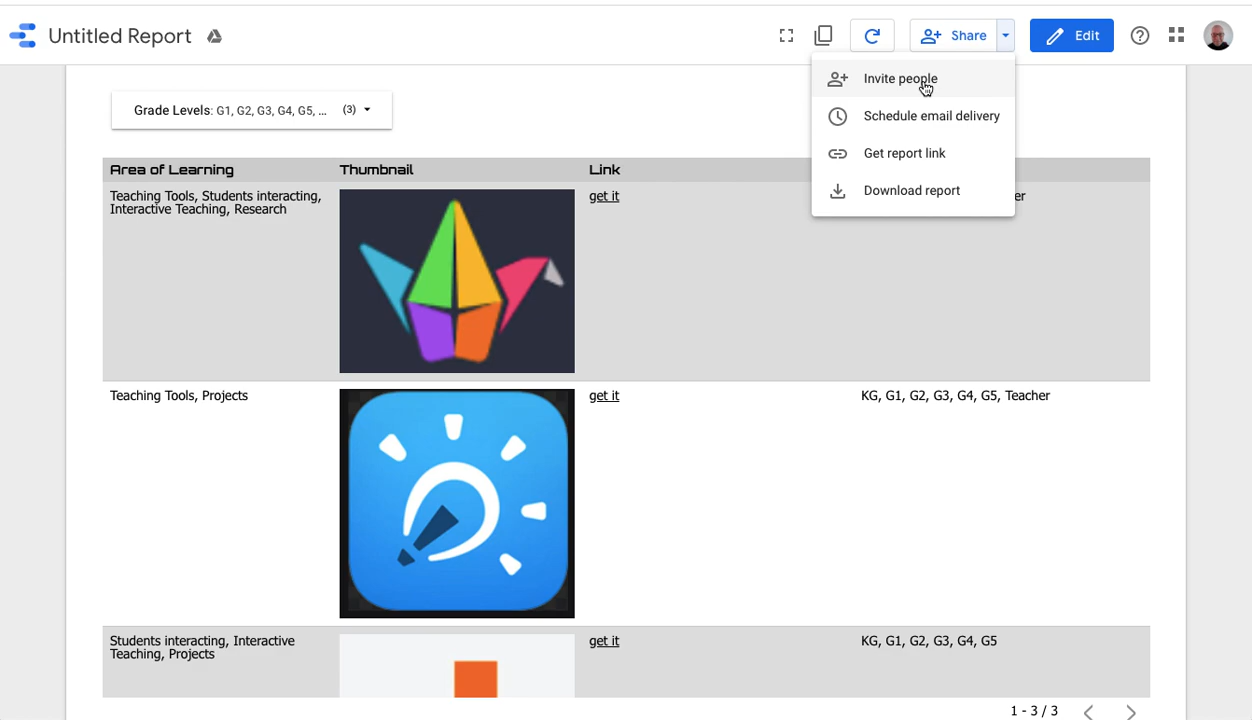 Untitled Report
Share
Edit
Invite people
Schedule email delivery
Get report link
Download report
Grade Levels: G1, G2, G3, G4, G5, ... (3)
Area of Learning
Thumbnail
Link
Teaching Tools, Students interacting,
Interactive Teaching, Research
get it
er
Teaching Tools, Projects
get it
KG, G1, G2, G3, G4, G5, Teacher
Students interacting, Interactive
Teaching, Projects
get it
KG, G1, G2, G3, G4, G5
1 - 3 / 3